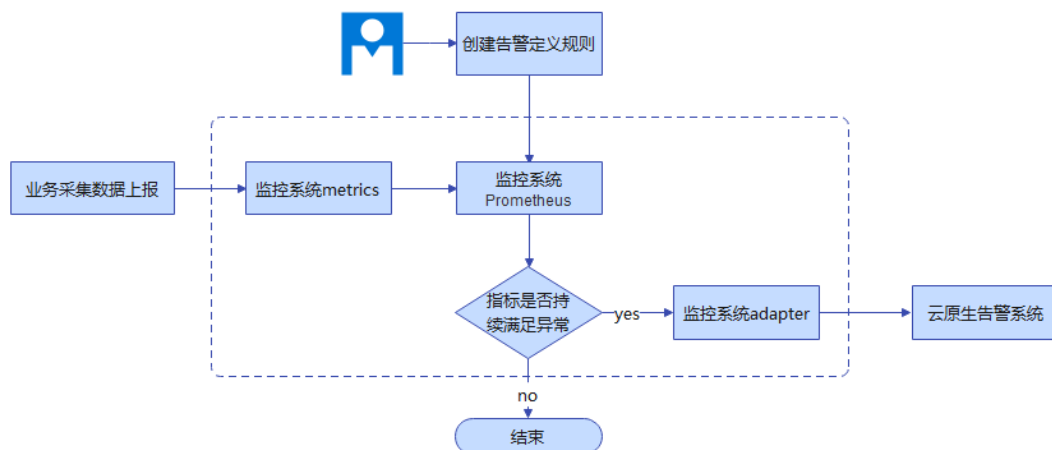 创建告警定义规则
业务采集数据上报
监控系统metrics
监控系统
Prometheus
指标是否持
续满足异常
yes
监控系统adapter
云原生告警系统
no
结束